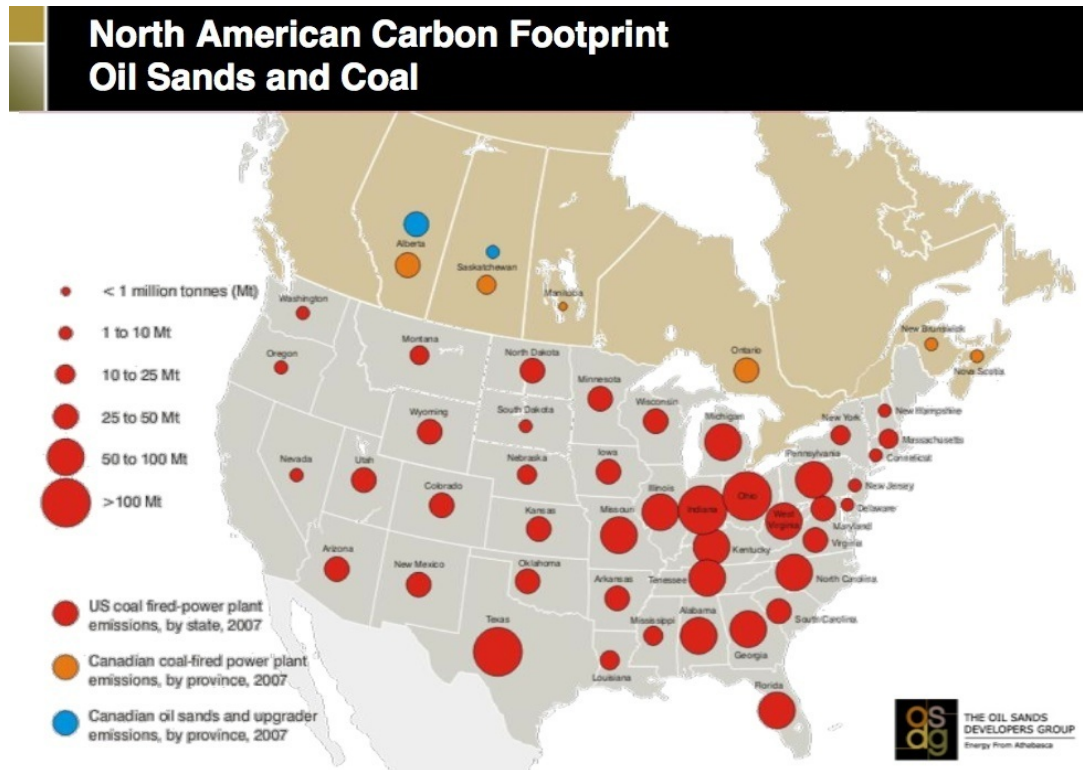 North American Carbon Footprint
Oil Sands and Coal
Alberta
Saskatchewan
Manitoba
Ontario
New Brunswick
Nova Scotia
< 1 million tonnes (Mt)
1 to 10 Mt
10 to 25 Mt
25 to 50 Mt
50 to 100 Mt
>100 Mt
Washington
Oregon
Montana
North Dakota
Minnesota
Wisconsin
Michigan
New York
New Hampshire
Massachusetts
Connecticut
Pennsylvania
New Jersey
Delaware
Maryland
Wyoming
South Dakota
Nebraska
Iowa
Illinois
Indiana
Ohio
West
Virginia
Virginia
Nevada
Utah
Colorado
Kansas
Missouri
Kentucky
Arizona
New Mexico
Oklahoma
Arkansas
Tennessee
North Carolina
Texas
Louisiana
Mississippi
Alabama
Georgia
South Carolina
Florida
US coal fired-power plant
emissions, by state, 2007
Canadian coal-fired power plant
emissions, by province, 2007
Canadian oil sands and upgrader
emissions, by province, 2007
os
dg
THE OIL SANDS
DEVELOPERS GROUP
Energy From Athabasca